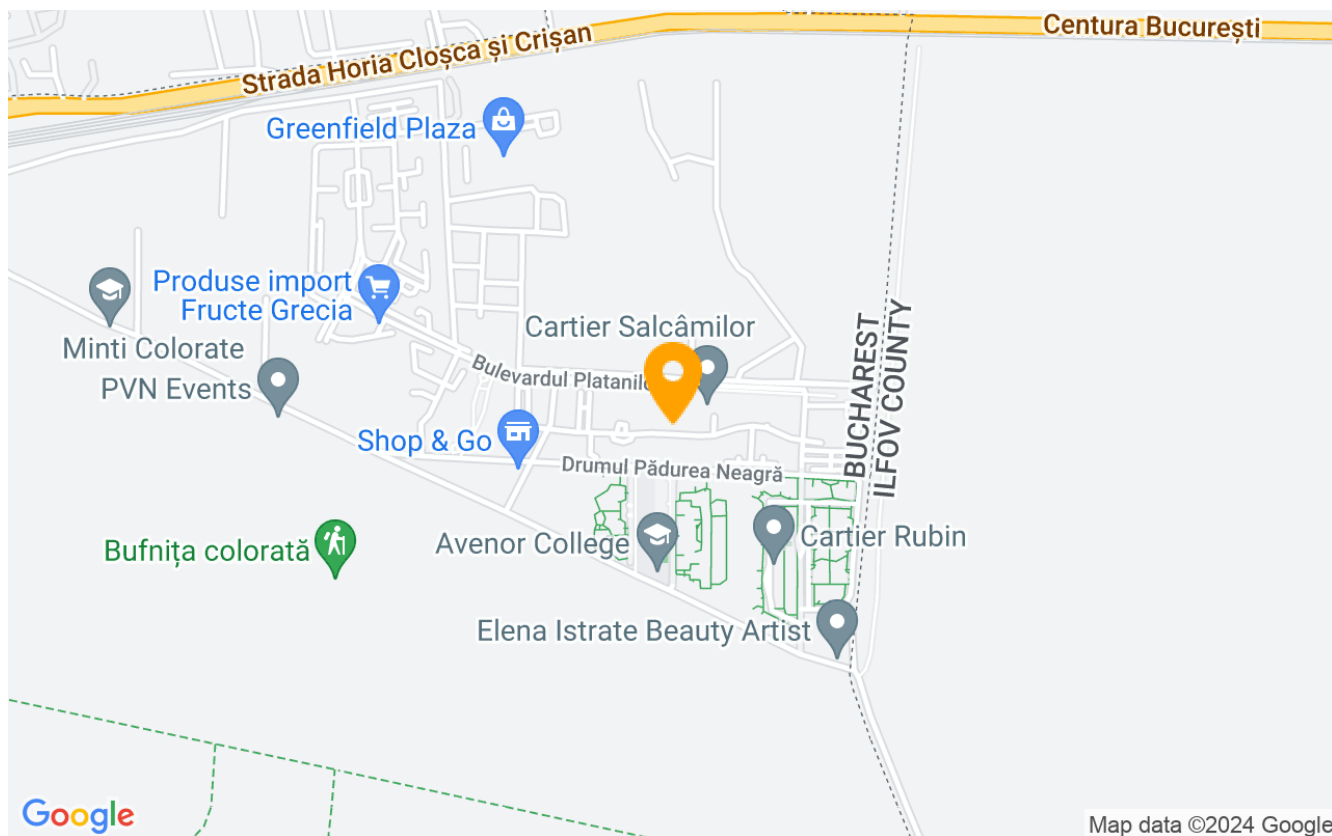 Centura București
Strada Horia Cloșca și Crișan
Greenfield Plaza
Produse import
Fructe Grecia
Cartier Salcâmilor
Minti Colorate
PVN Events
Bulevardul Platanilo
BUCHAREST
ILFOV COUNTY
Shop & Go
Drumul Pădurea Neagră
Avenor College
Cartier Rubin
Bufnița colorată
Elena Istrate Beauty Artist
Google
Map data ©2024 Google